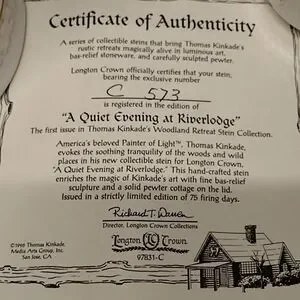 Certificate of Authenticity
A series of collectible steins that bring Thomas Kinkade's
rustic retreats magically alive in luminous art,
bas-relief stoneware, and carefully sculpted pewter.
Longton Crown officially certifies that your stein,
bearing the exclusive number
C 573
is registered in the edition of
"A Quiet Evening at Riverlodge"
The first issue in Thomas Kinkade's Woodland Retreat Stein Collection.
America's beloved Painter of Light™, Thomas Kinkade,
evokes the soothing tranquility of the woods and wild
places in his new collectible stein for Longton Crown,
"A Quiet Evening at Riverlodge." This hand-crafted stein
enriches the magic of Kinkade's art with fine bas-relief
sculpture and a solid pewter cottage on the lid.
Issued in a strictly limited edition of 75 firing days.
Richard T.
Director, Longton Crown Collections
©1998 Thomas Kinkade,
Media Arts Group, Inc.
San Jose, CA
Longton Crown
97831-C